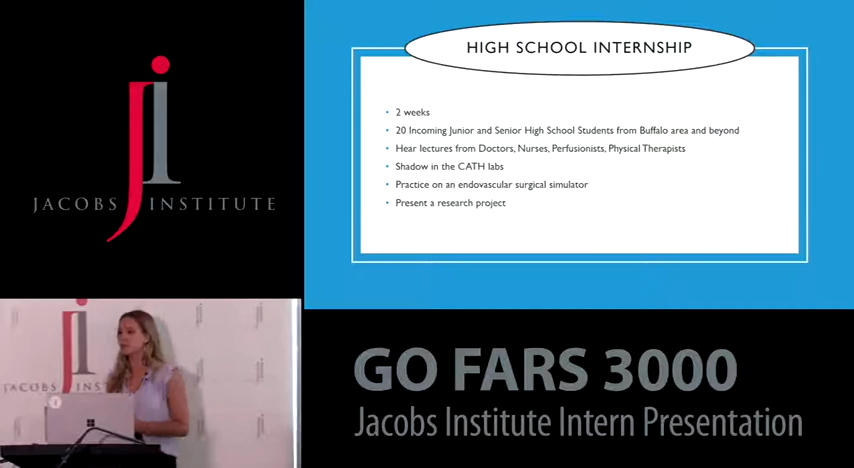 JACOBS INSTITUTE
HIGH SCHOOL INTERNSHIP
• 2 weeks
• 20 Incoming Junior and Senior High School Students from Buffalo area and beyond
• Hear lectures from Doctors, Nurses, Perfusionists, Physical Therapists
• Shadow in the CATH labs
• Practice on an endovascular surgical simulator
• Present a research project
JACOBS INS
GO FARS 3000
Jacobs Institute Intern Presentation